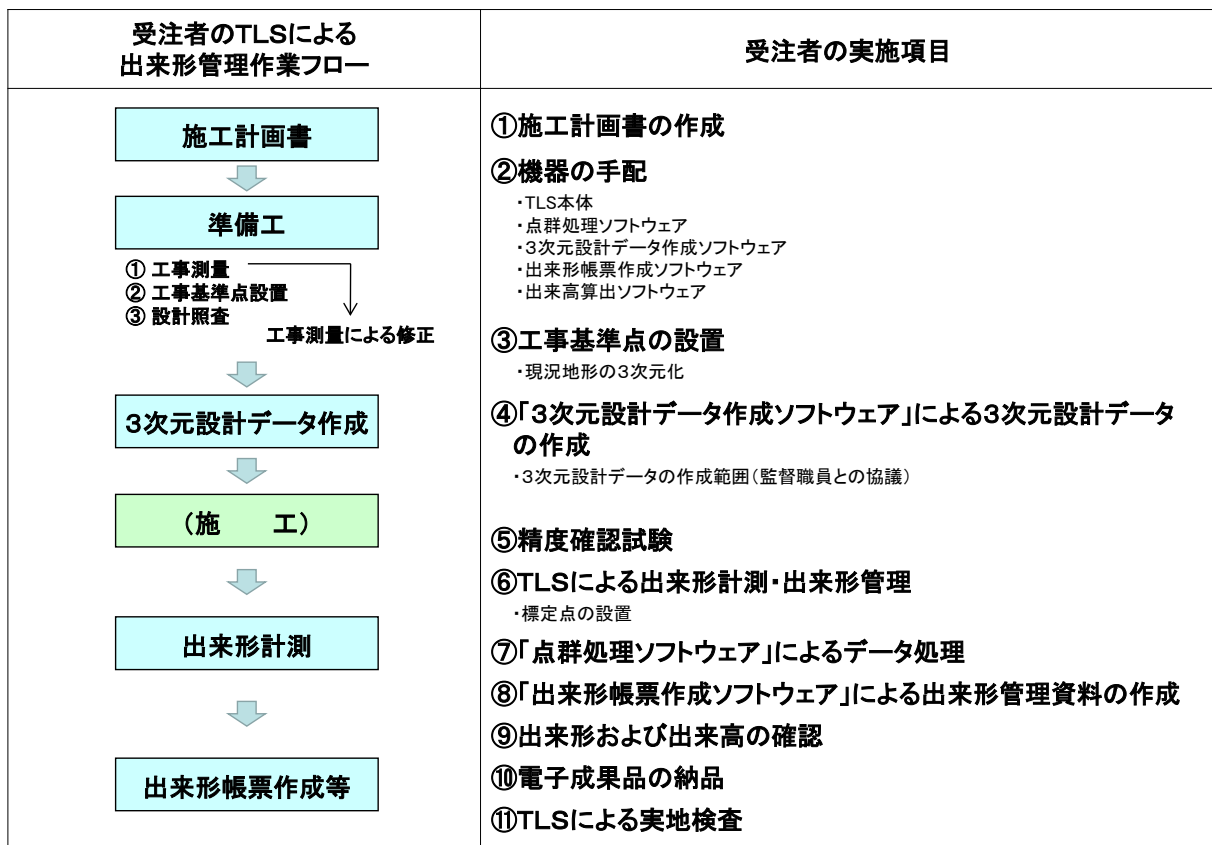 受注者のTLSによる
出来形管理作業フロー
受注者の実施項目
施工計画書
準備工
① 工事測量
② 工事基準点設置
③ 設計照査
工事測量による修正
３次元設計データ作成
（施　　工）
出来形計測
出来形帳票作成等
①施工計画書の作成
②機器の手配
・TLS本体
・点群処理ソフトウェア
・３次元設計データ作成ソフトウェア
・出来形帳票作成ソフトウェア
・出来高算出ソフトウェア
③工事基準点の設置
・現況地形の３次元化
④「３次元設計データ作成ソフトウェア」による３次元設計データ
の作成
・３次元設計データの作成範囲（監督職員との協議）
⑤精度確認試験
⑥TLSによる出来形計測・出来形管理
・標定点の設置
⑦「点群処理ソフトウェア」によるデータ処理
⑧「出来形帳票作成ソフトウェア」による出来形管理資料の作成
⑨出来形および出来高の確認
⑩電子成果品の納品
⑪TLSによる実地検査